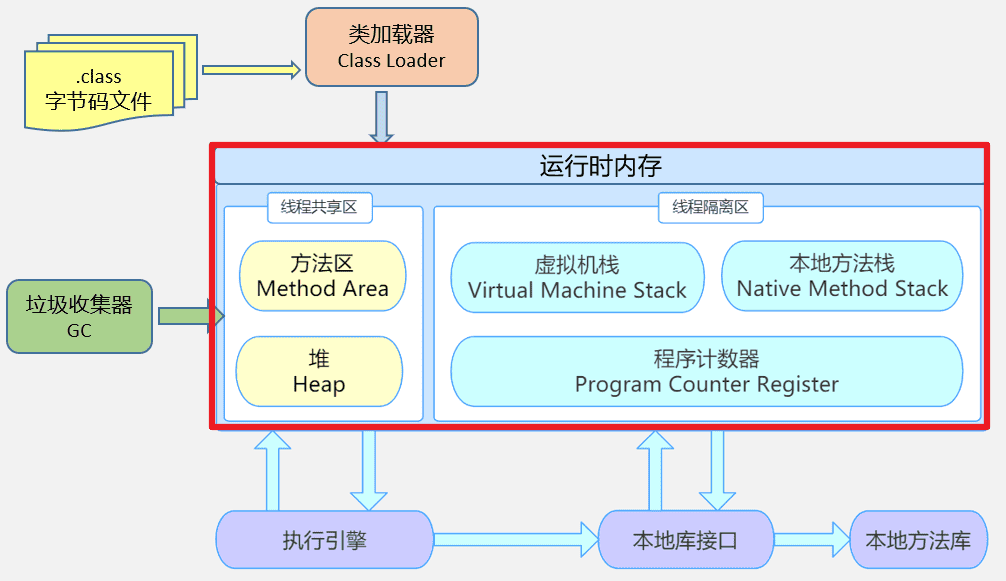 类加载器
Class Loader
.class
字节码文件
运行时内存
线程共享区
线程隔离区
方法区
Method Area
虚拟机栈
Virtual Machine Stack
本地方法栈
Native Method Stack
垃圾收集器
GC
堆
Heap
程序计数器
Program Counter Register
执行引擎
本地库接口
本地方法库